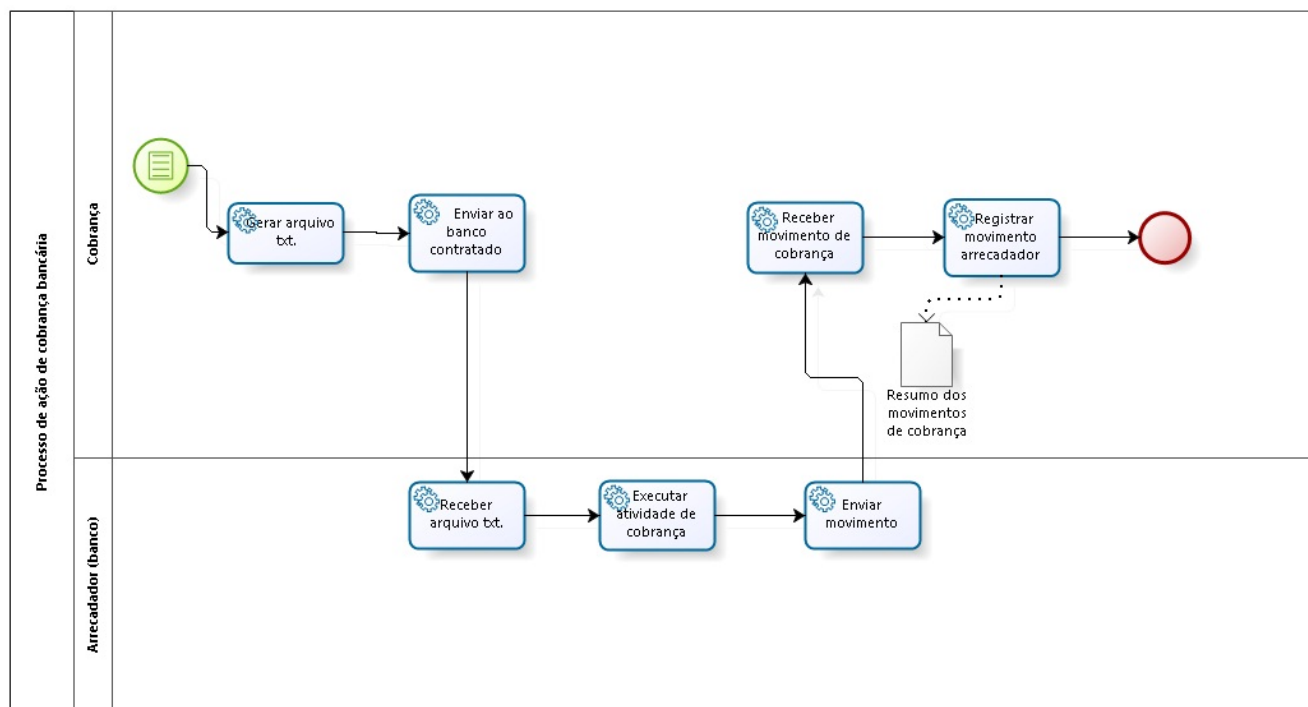 Processo de ação de cobrança bancária
Cobrança
Gerar arquivo
txt.
Enviar ao
banco
contratado
Receber
movimento de
cobrança
Registrar
movimento
arrecadador
Resumo dos
movimentos
de cobrança
Arrecadador (banco)
Receber
arquivo txt.
Executar
atividade de
cobrança
Enviar
movimento